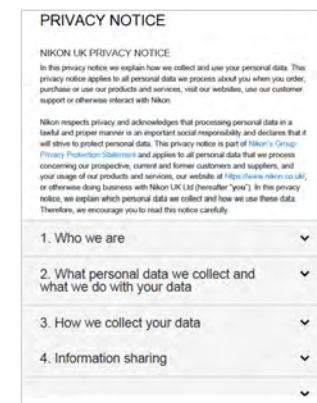 PRIVACY NOTICE
NIKON UK PRIVACY NOTICE
In this privacy notice we explain how we collect and use your personal data. This
privacy notice applies to all personal data we process about you when you order,
purchase or use our products and services, visit our websites, use our customer
support or otherwise interact with Nikon.
Nikon respects privacy and acknowledges that processing personal data in a
lawful and proper manner is an important social responsibility and declares that it
will strive to protect personal data. This privacy notice is part of Nikon's Group
Privacy Protection Statement and applies to all personal data that we process
concerning our prospective, current and former customers and suppliers, and
your usage of our products and services, our website at https://www.nikon.co.uk/,
or otherwise doing business with Nikon UK Ltd (hereafter "you"). In this privacy
notice, we explain which personal data we collect and how we use these data.
Therefore, we encourage you to read this notice carefully.
1. Who we are
2. What personal data we collect and
what we do with your data
3. How we collect your data
4. Information sharing